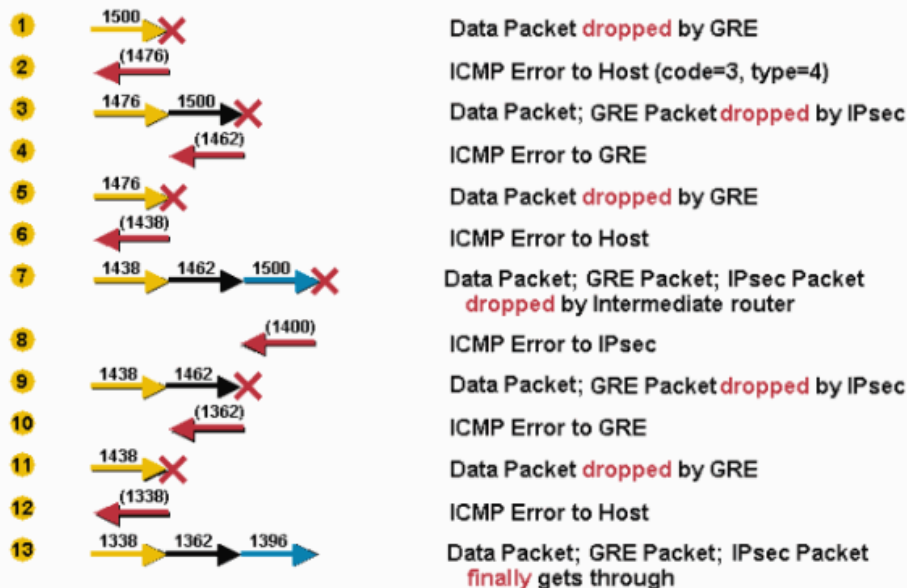 1 1500 Data Packet dropped by GRE
2 (1476) ICMP Error to Host (code=3, type=4)
3 1476 1500 Data Packet; GRE Packet dropped by IPsec
4 (1462) ICMP Error to GRE
5 1476 Data Packet dropped by GRE
6 (1438) ICMP Error to Host
7 1438 1462 1500 Data Packet; GRE Packet; IPsec Packet
dropped by Intermediate router
8 (1400) ICMP Error to IPsec
9 1438 1462 Data Packet; GRE Packet dropped by IPsec
10 (1362) ICMP Error to GRE
11 1438 Data Packet dropped by GRE
12 (1338) ICMP Error to Host
13 1338 1362 1396 Data Packet; GRE Packet; IPsec Packet
finally gets through